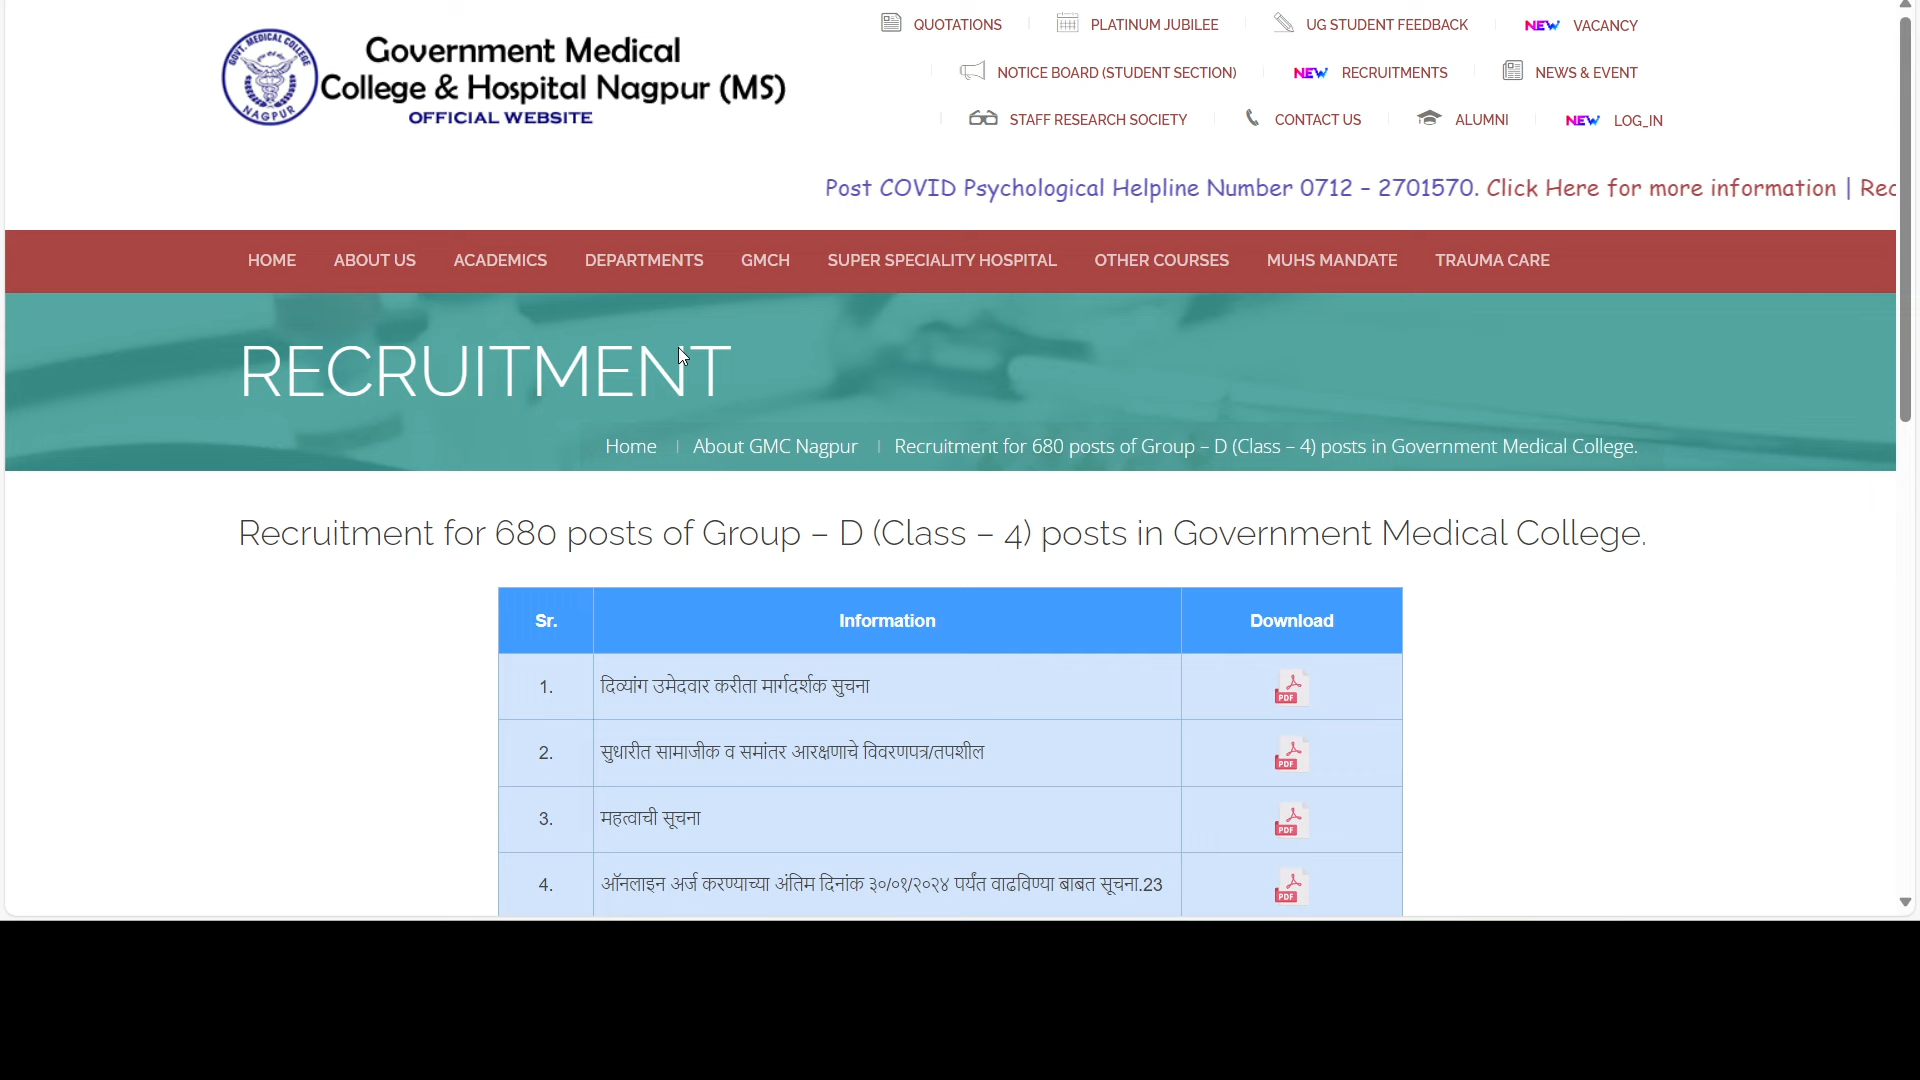 QUOTATIONS PLATINUM JUBILEE UG STUDENT FEEDBACK NEW VACANCY
GOVT. MEDICAL COLLEGE NAGPUR
Government Medical
College & Hospital Nagpur (MS)
OFFICIAL WEBSITE
NOTICE BOARD (STUDENT SECTION) NEW RECRUITMENTS NEWS & EVENT
STAFF RESEARCH SOCIETY CONTACT US ALUMNI NEW LOG_IN
Post COVID Psychological Helpline Number 0712 – 2701570. Click Here for more information | Rec
HOME ABOUT US ACADEMICS DEPARTMENTS GMCH SUPER SPECIALITY HOSPITAL OTHER COURSES MUHS MANDATE TRAUMA CARE
RECRUITMENT
Home | About GMC Nagpur | Recruitment for 680 posts of Group – D (Class – 4) posts in Government Medical College.
Recruitment for 680 posts of Group – D (Class – 4) posts in Government Medical College.
Sr. Information Download
1. दिव्यांग उमेदवार करीता मार्गदर्शक सुचना PDF
2. सुधारीत सामाजीक व समांतर आरक्षणाचे विवरणपत्र/तपशील PDF
3. महत्वाची सूचना PDF
4. ऑनलाइन अर्ज करण्याच्या अंतिम दिनांक ३०/०१/२०२४ पर्यंत वाढविण्या बाबत सूचना.23 PDF